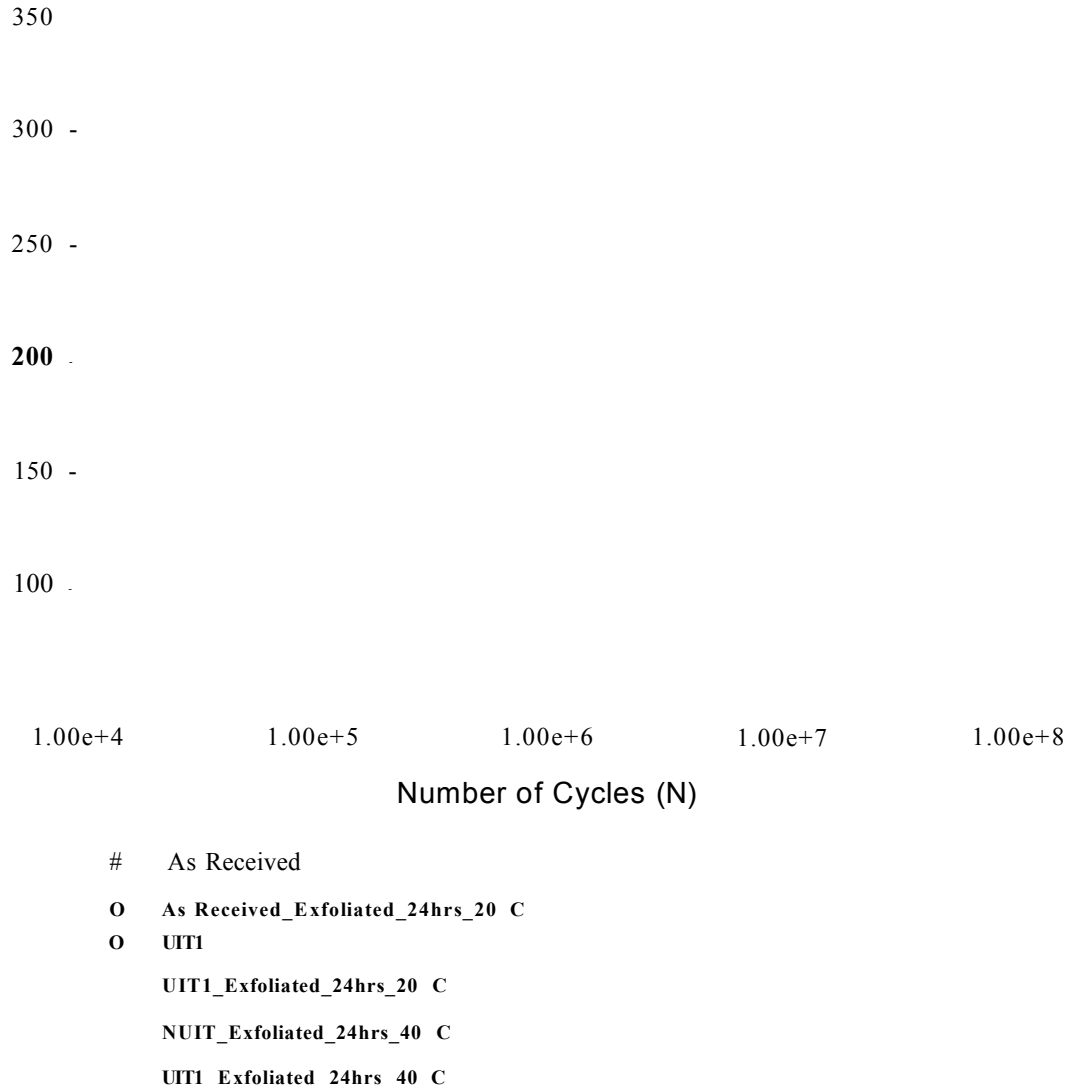 350
300 -
250 -
200 -
150 -
100 -
1.00e+4 1.00e+5 1.00e+6 1.00e+7 1.00e+8
Number of Cycles (N)
# As Received
O As Received_Exfoliated_24hrs_20 C
O UIT1
UIT1_Exfoliated_24hrs_20 C
NUIT_Exfoliated_24hrs_40 C
UIT1 Exfoliated 24hrs 40 C